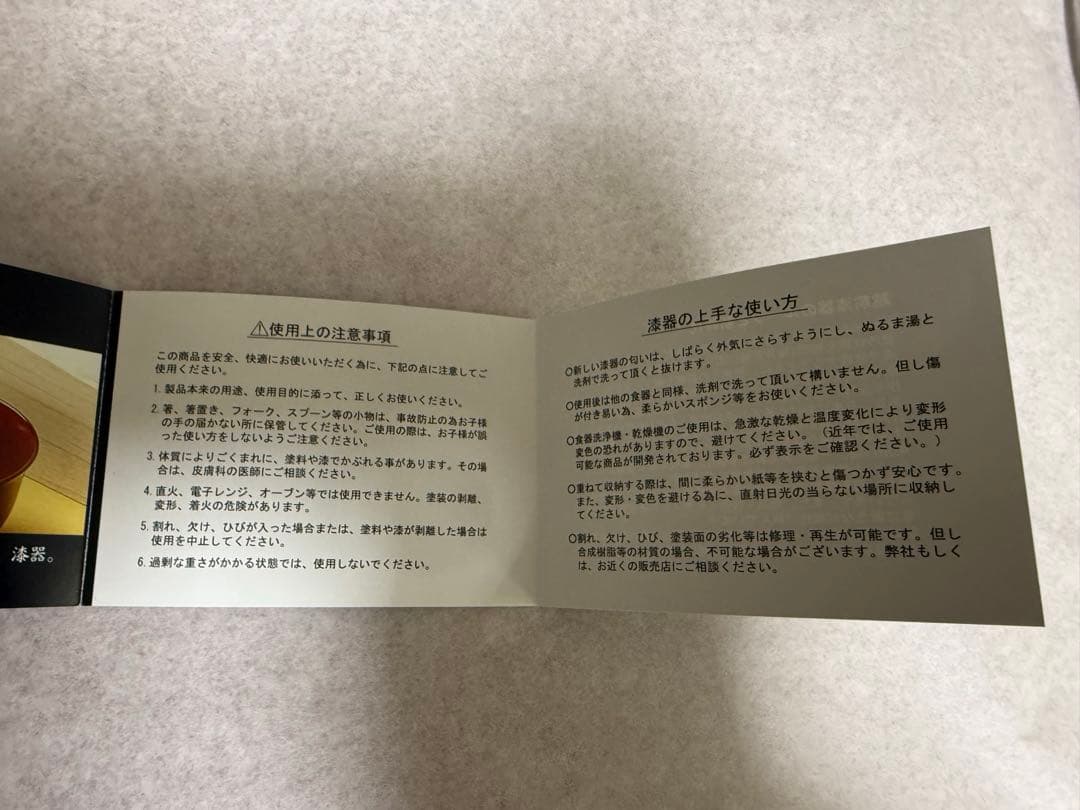 漆器。
⚠使用上の注意事項
この商品を安全、快適にお使いいただく為に、下記の点に注意してご
使用ください。
1. 製品本来の用途、使用目的に添って、正しくお使いください。
2. 箸、箸置き、フォーク、スプーン等の小物は、事故防止の為お子様
の手の届かない所に保管してください。ご使用の際は、お子様が誤
った使い方をしないようご注意ください。
3. 体質によりごくまれに、塗料や漆でかぶれる事があります。その場
合は、皮膚科の医師にご相談ください。
4. 直火、電子レンジ、オーブン等では使用できません。塗装の剥離、
変形、着火の危険があります。
5. 割れ、欠け、ひびが入った場合または、塗料や漆が剥離した場合は
使用を中止してください。
6. 過剰な重さがかかる状態では、使用しないでください。
漆器の上手な使い方
○新しい漆器の匂いは、しばらく外気にさらすようにし、ぬるま湯と
洗剤で洗って頂くと抜けます。
○使用後は他の食器と同様、洗剤で洗って頂いて構いません。但し傷
が付き易い為、柔らかいスポンジ等をお使いください。
○食器洗浄機・乾燥機のご使用は、急激な乾燥と温度変化により変形
変色の恐れがありますので、避けてください。（近年では、ご使用
可能な商品が開発されております。必ず表示をご確認ください。）
○重ねて収納する際は、間に柔らかい紙等を挟むと傷つかず安心です。
また、変形・変色を避ける為に、直射日光の当らない場所に収納し
てください。
○割れ、欠け、ひび、塗装面の劣化等は修理・再生が可能です。但し
合成樹脂等の材質の場合、不可能な場合がございます。弊社もしく
は、お近くの販売店にご相談ください。